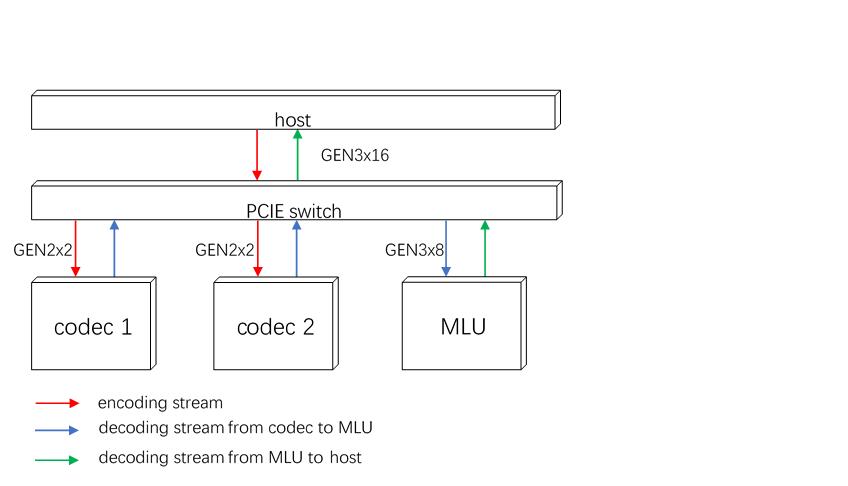 host
GEN3x16
PCIE switch
GEN2x2
GEN2x2
GEN3x8
codec 1
codec 2
MLU
encoding stream
decoding stream from codec to MLU
decoding stream from MLU to host